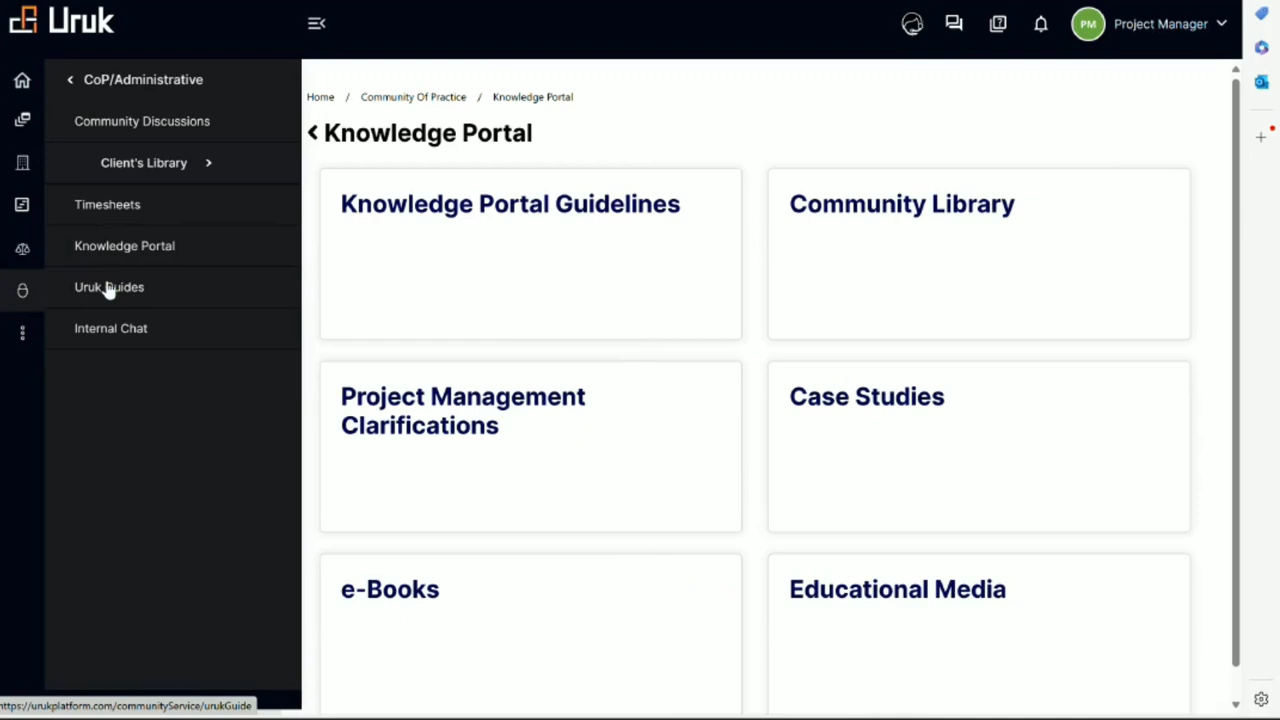 Uruk
PM
Project Manager
CoP/Administrative
Community Discussions
Client's Library
Timesheets
Knowledge Portal
Uruk Guides
Internal Chat
Home / Community Of Practice / Knowledge Portal
Knowledge Portal
Knowledge Portal Guidelines
Community Library
Project Management
Clarifications
Case Studies
e-Books
Educational Media
https://urukplatform.com/communityService/urukGuide